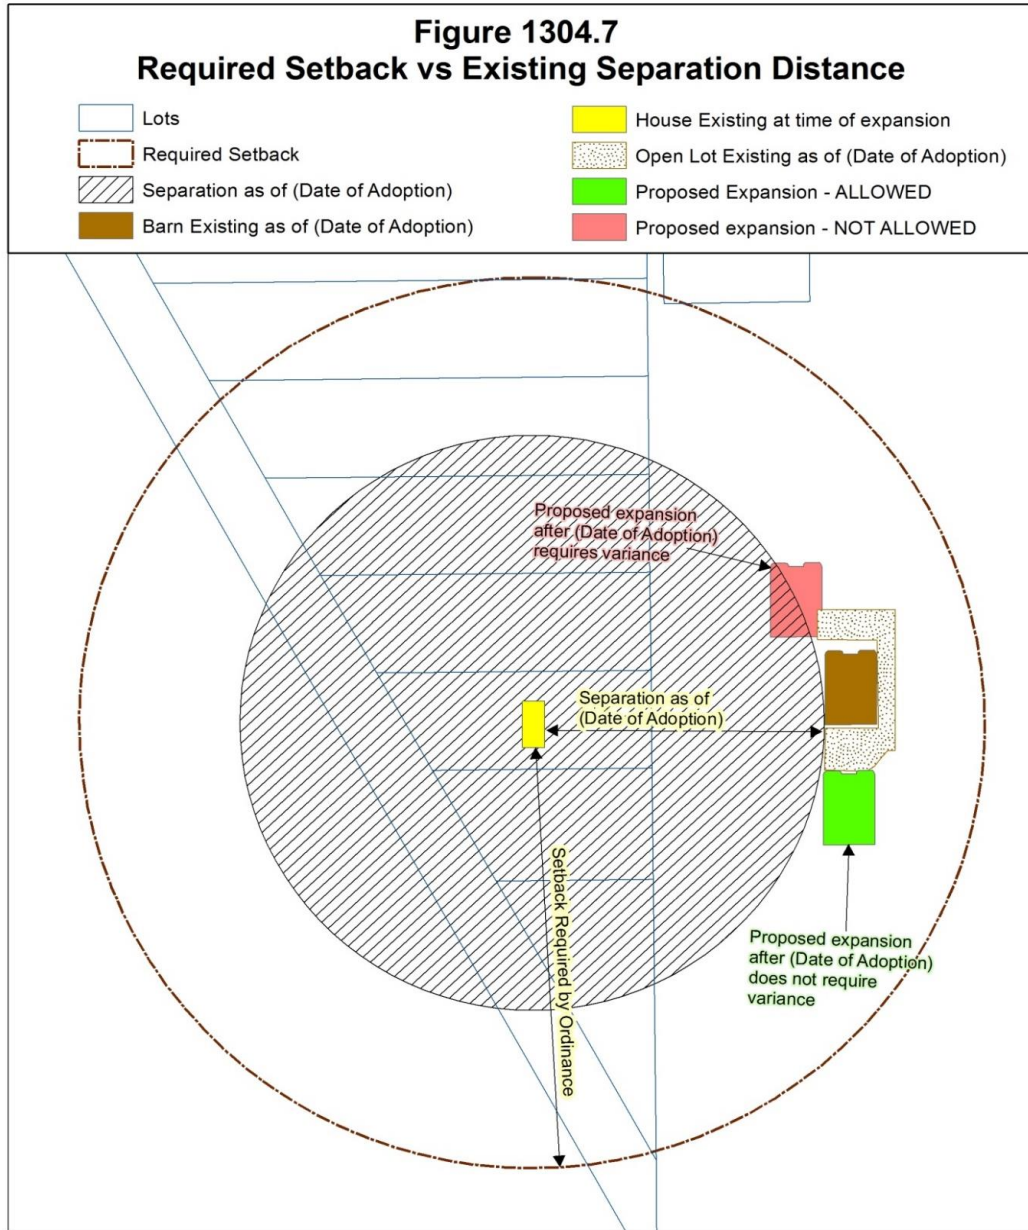 Figure 1304.7
Required Setback vs Existing Separation Distance
Lots
Required Setback
Separation as of (Date of Adoption)
Barn Existing as of (Date of Adoption)
House Existing at time of expansion
Open Lot Existing as of (Date of Adoption)
Proposed Expansion - ALLOWED
Proposed expansion - NOT ALLOWED
Proposed expansion
after (Date of Adoption)
requires variance
Separation as of
(Date of Adoption)
Setback Required by Ordinance
Proposed expansion
after (Date of Adoption)
does not require
variance